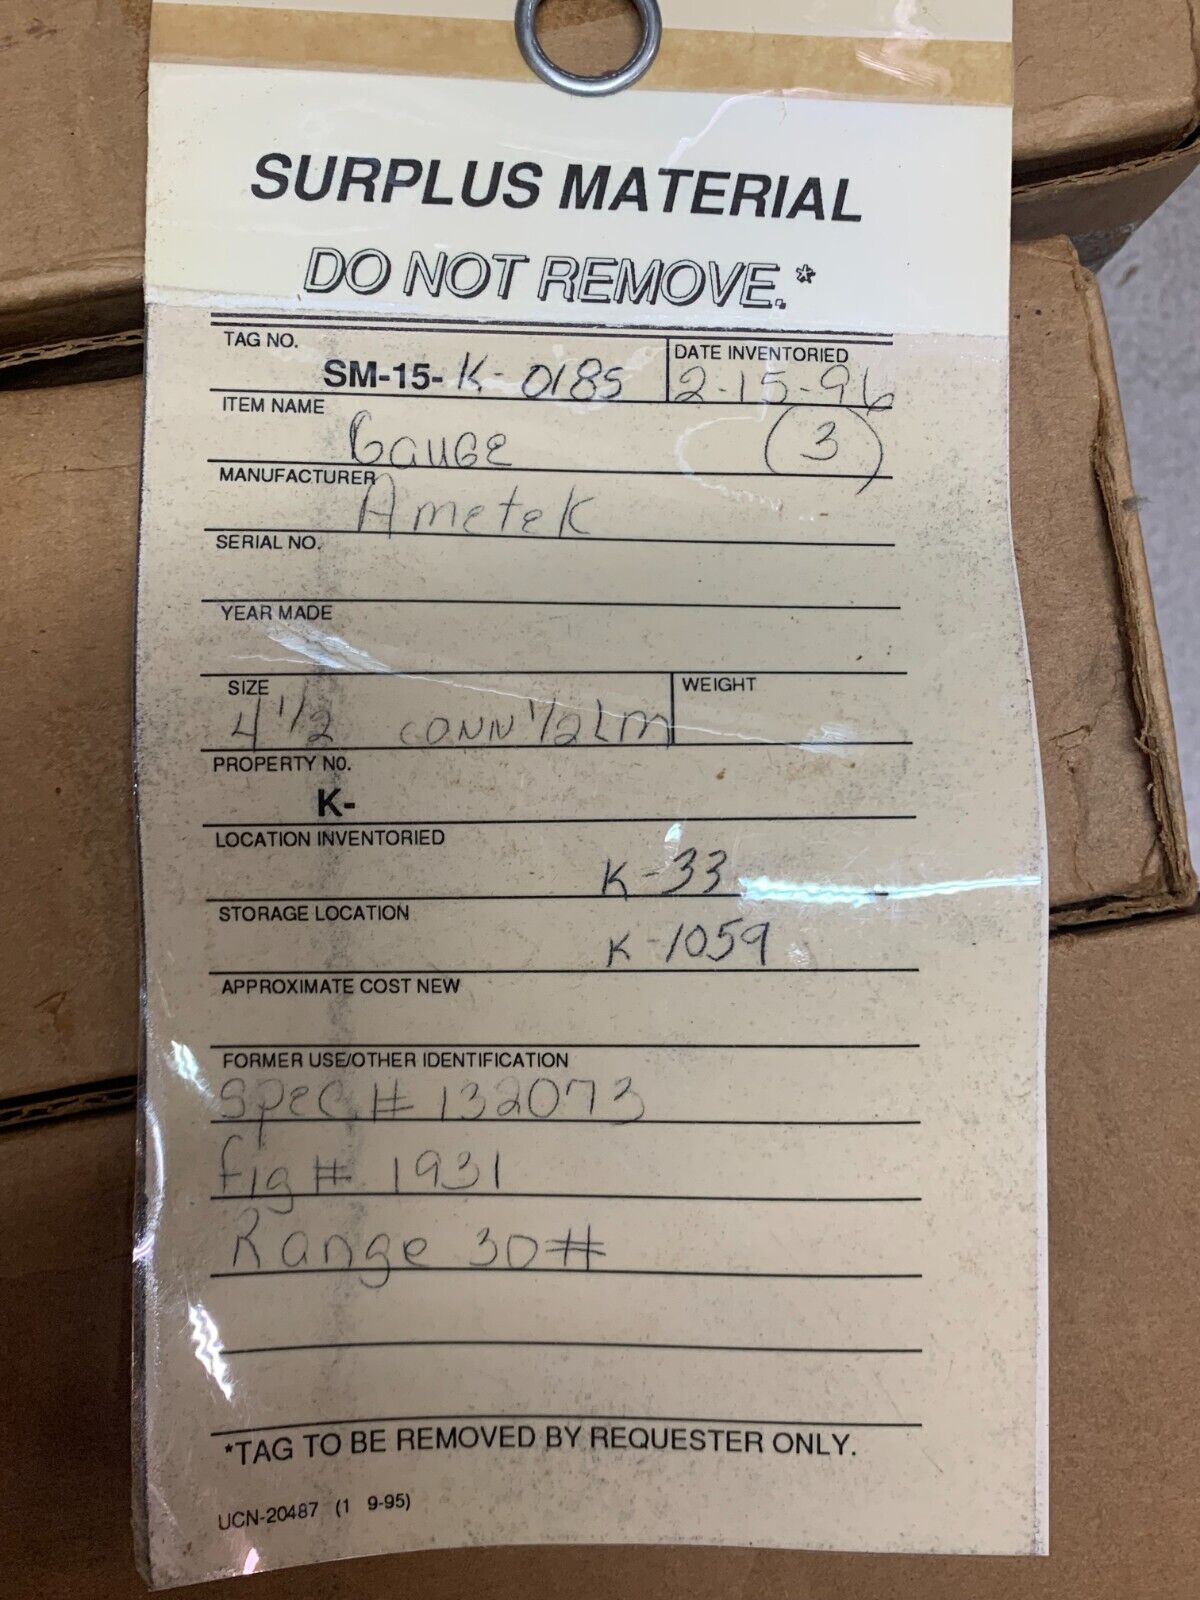 SURPLUS MATERIAL
DO NOT REMOVE.*
TAG NO. SM-15-K-0185
DATE INVENTORIED 2-15-96
ITEM NAME Gauge (3)
MANUFACTURER Ametek
SERIAL NO.
YEAR MADE
SIZE 4 1/2 CONN 1/2 LM
WEIGHT
PROPERTY NO.
K-
LOCATION INVENTORIED K-33
STORAGE LOCATION K-1059
APPROXIMATE COST NEW
FORMER USE/OTHER IDENTIFICATION
Spec# 132073
fig# 1931
Range 30#
*TAG TO BE REMOVED BY REQUESTER ONLY.
UCN-20487 (1 9-95)